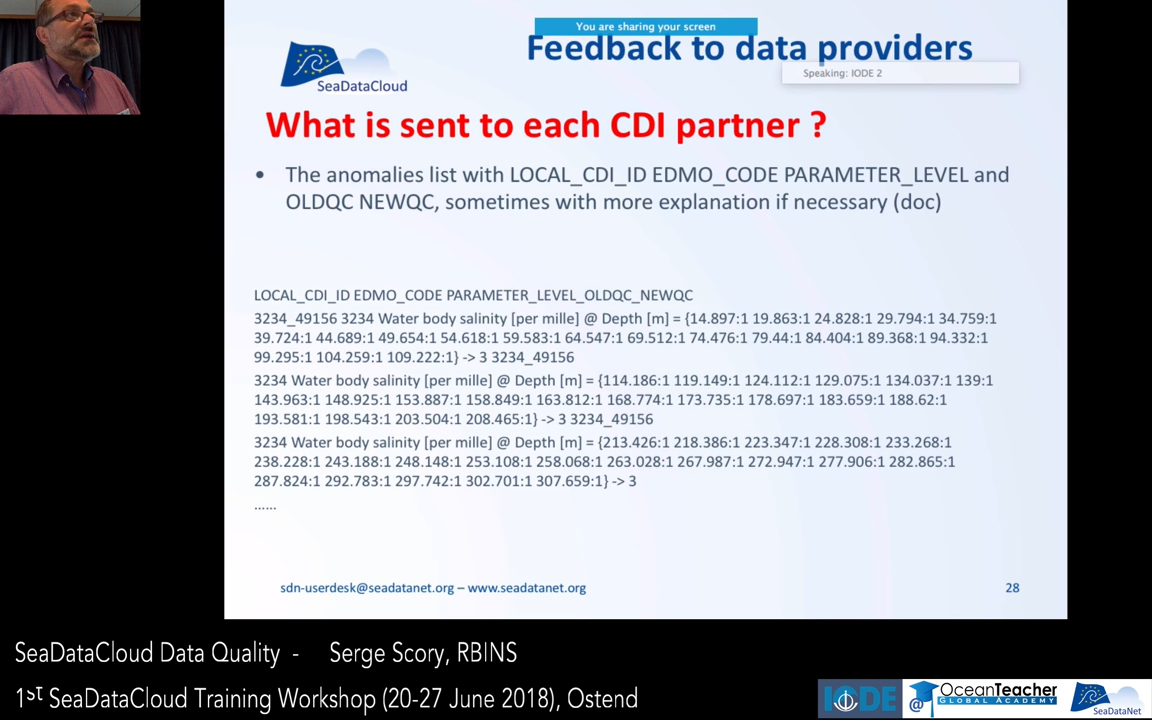 You are sharing your screen
Feedback to data providers
Speaking: IODE 2
SeaDataCloud
What is sent to each CDI partner ?
• The anomalies list with LOCAL_CDI_ID EDMO_CODE PARAMETER_LEVEL and
OLDQC NEWQC, sometimes with more explanation if necessary (doc)
LOCAL_CDI_ID EDMO_CODE PARAMETER_LEVEL_OLDQC_NEWQC
3234_49156 3234 Water body salinity [per mille] @ Depth [m] = {14.897:1 19.863:1 24.828:1 29.794:1 34.759:1
39.724:1 44.689:1 49.654:1 54.618:1 59.583:1 64.547:1 69.512:1 74.476:1 79.44:1 84.404:1 89.368:1 94.332:1
99.295:1 104.259:1 109.222:1} -> 3 3234_49156
3234 Water body salinity [per mille] @ Depth [m] = {114.186:1 119.149:1 124.112:1 129.075:1 134.037:1 139:1
143.963:1 148.925:1 153.887:1 158.849:1 163.812:1 168.774:1 173.735:1 178.697:1 183.659:1 188.62:1
193.581:1 198.543:1 203.504:1 208.465:1} -> 3 3234_49156
3234 Water body salinity [per mille] @ Depth [m] = {213.426:1 218.386:1 223.347:1 228.308:1 233.268:1
238.228:1 243.188:1 248.148:1 253.108:1 258.068:1 263.028:1 267.987:1 272.947:1 277.906:1 282.865:1
287.824:1 292.783:1 297.742:1 302.701:1 307.659:1} -> 3
......
sdn-userdesk@seadatanet.org – www.seadatanet.org
28
SeaDataCloud Data Quality - Serge Scory, RBINS
1st SeaDataCloud Training Workshop (20-27 June 2018), Ostend
IODE
@ OceanTeacher
GLOBAL ACADEMY
SeaDataNet